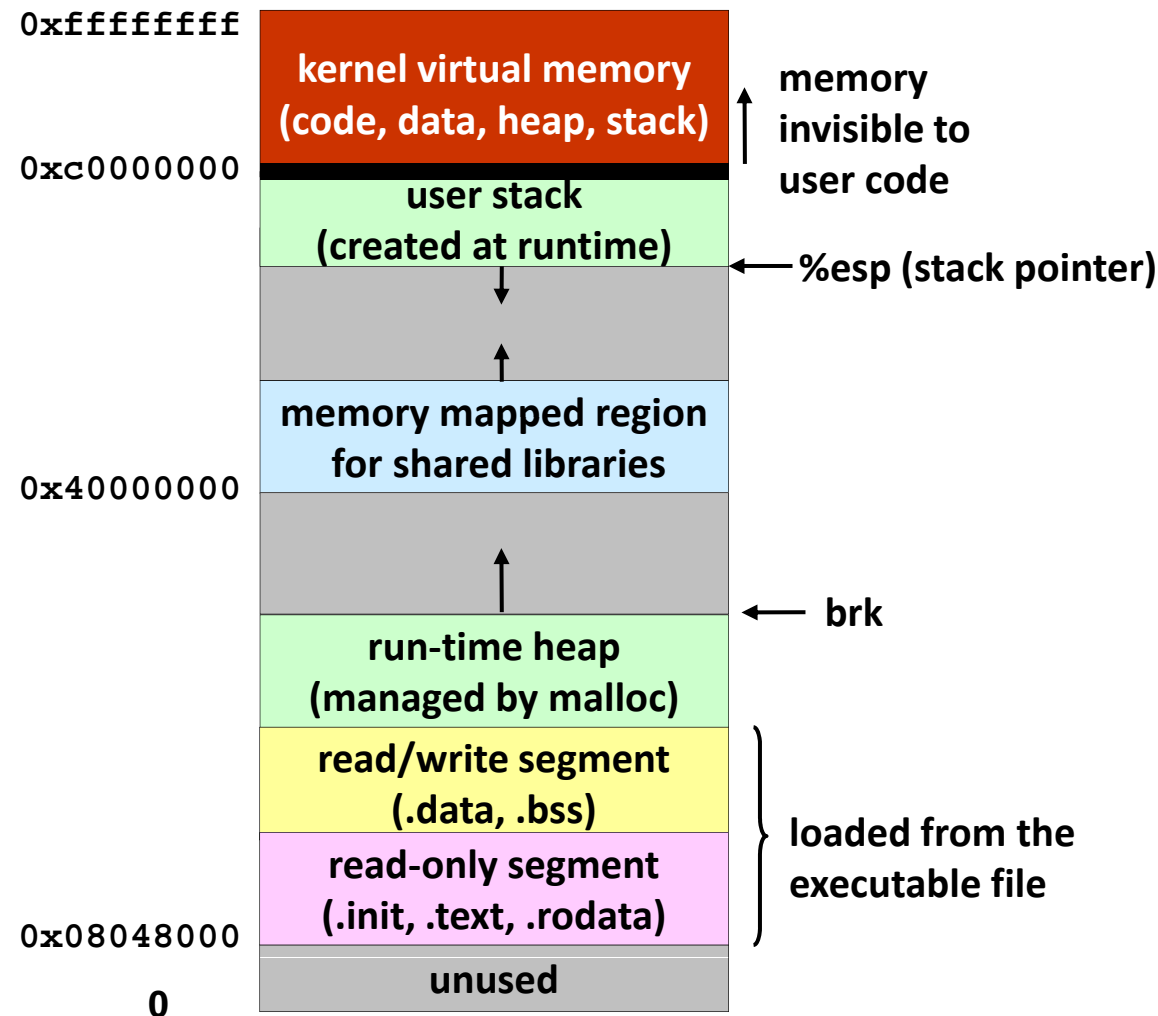 0xffffffff
kernel virtual memory
(code, data, heap, stack)
memory
invisible to
user code
0xc0000000
user stack
(created at runtime)
%esp (stack pointer)
memory mapped region
for shared libraries
0x40000000
brk
run-time heap
(managed by malloc)
read/write segment
(.data, .bss)
loaded from the
executable file
read-only segment
(.init, .text, .rodata)
0x08048000
unused
0